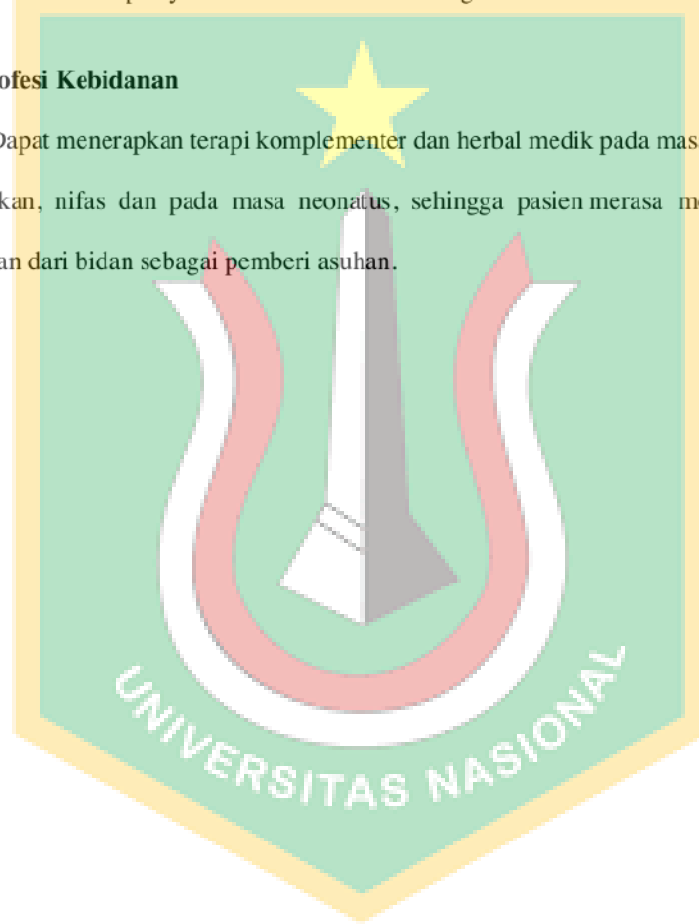 ofesi Kebidanan
Dapat menerapkan terapi komplementer dan herbal medik pada mas
kan, nifas dan pada masa neonatus, sehingga pasien merasa m
an dari bidan sebagai pemberi asuhan.
UNIVERSITAS NASIONAL